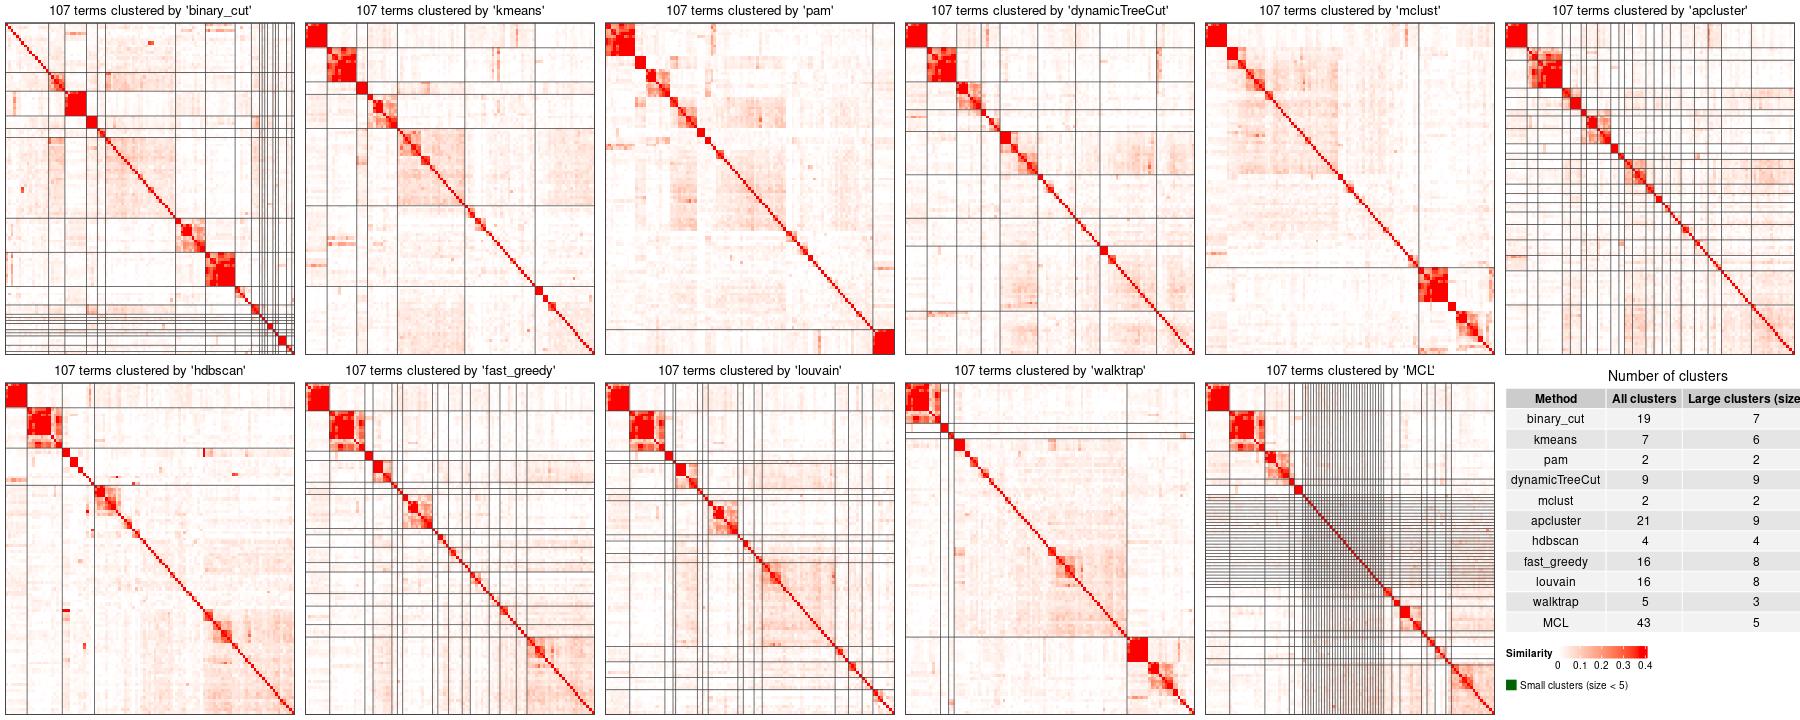 107 terms clustered by 'binary_cut'
107 terms clustered by 'kmeans'
107 terms clustered by 'pam'
107 terms clustered by 'dynamicTreeCut'
107 terms clustered by 'mclust'
107 terms clustered by 'apcluster'
107 terms clustered by 'hdbscan'
107 terms clustered by 'fast_greedy'
107 terms clustered by 'louvain'
107 terms clustered by 'walktrap'
107 terms clustered by 'MCL'
Number of clusters
Method All clusters Large clusters (size
binary_cut 19 7
kmeans 7 6
pam 2 2
dynamicTreeCut 9 9
mclust 2 2
apcluster 21 9
hdbscan 4 4
fast_greedy 16 8
louvain 16 8
walktrap 5 3
MCL 43 5
Similarity
0 0.1 0.2 0.3 0.4
Small clusters (size < 5)